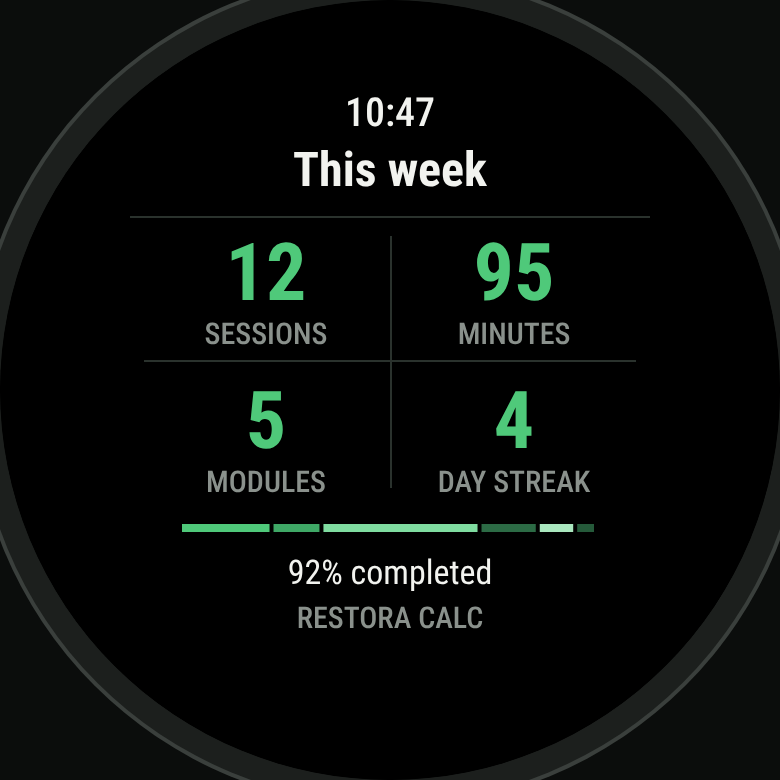 10:47
This week
12 95
SESSIONS MINUTES
5 4
MODULES DAY STREAK
92% completed
RESTORA CALC